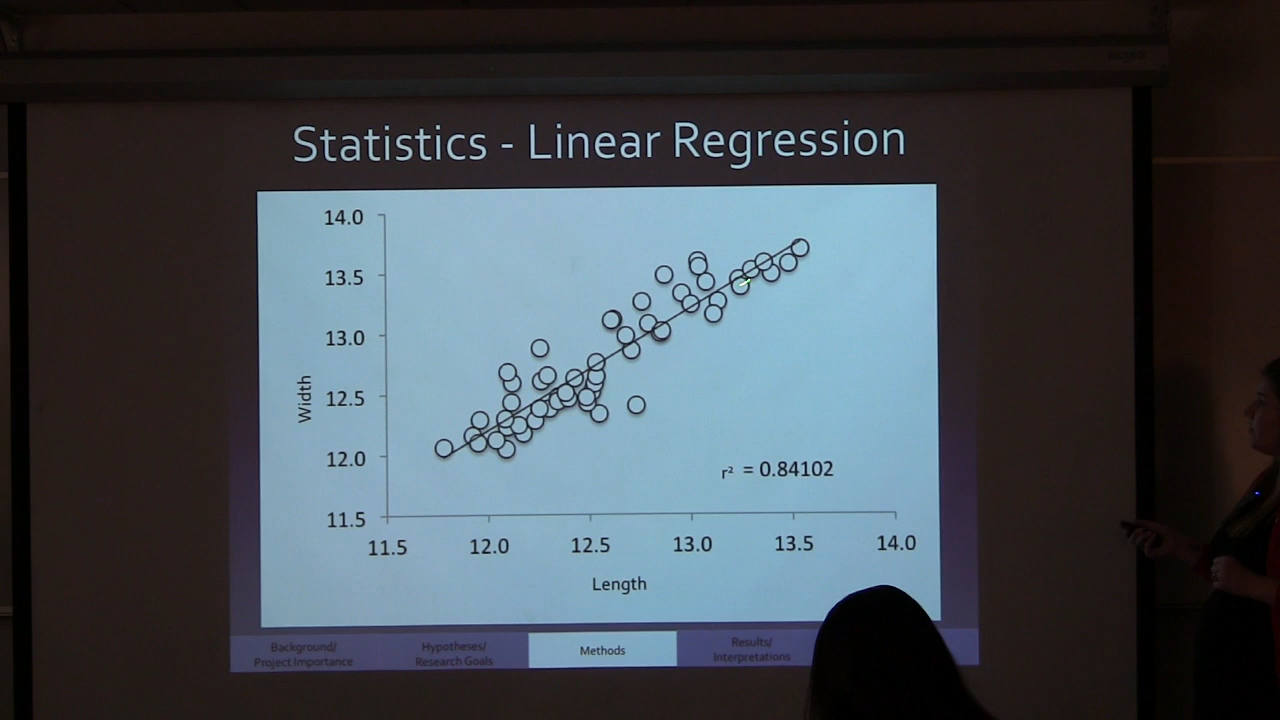 Statistics - Linear Regression
14.0
13.5
13.0
12.5
12.0
11.5
Width
r² = 0.84102
11.5 12.0 12.5 13.0 13.5 14.0
Length
Background/
Project Importance
Hypotheses/
Research Goals
Methods
Results/
Interpretations